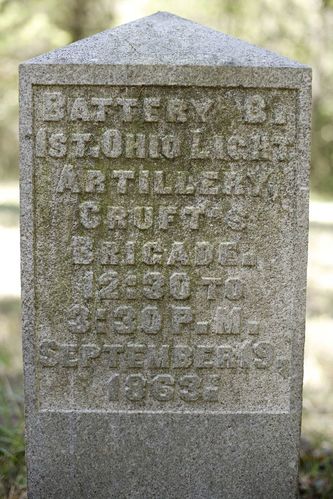 BATTERY B.
1ST. OHIO LIGHT
ARTILLERY,
CRUFT'S
BRIGADE.
12:30 TO
3:30 P.M.
SEPTEMBER 19.
1863.